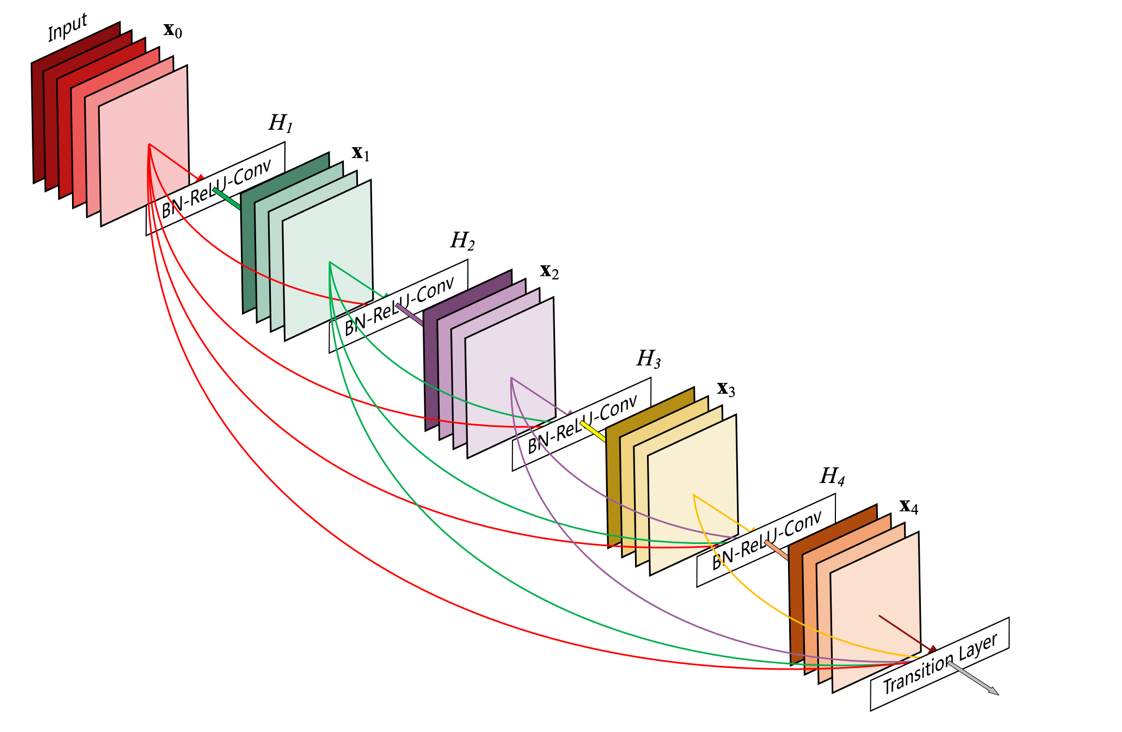 Input
x0
H1
BN-ReLU-Conv
x1
H2
BN-ReLU-Conv
x2
H3
BN-ReLU-Conv
x3
H4
BN-ReLU-Conv
x4
Transition Layer